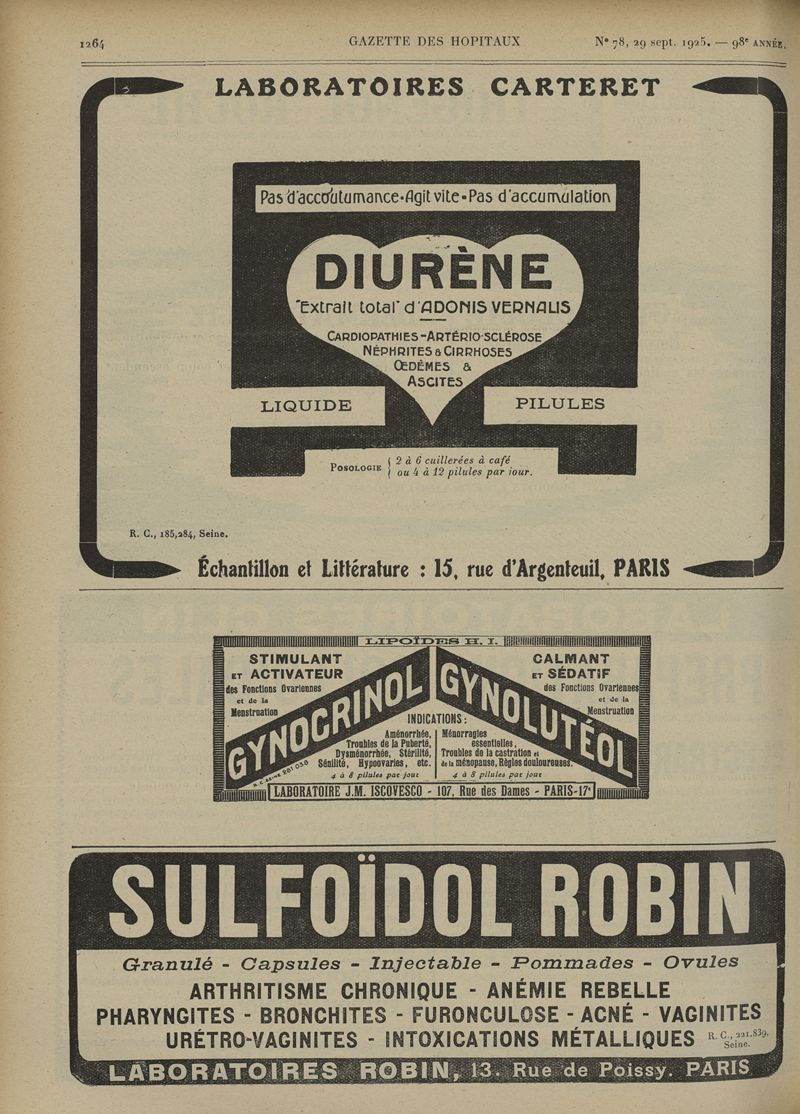 1264
GAZETTE DES HOPITAUX
N° 78, 29 sept. 1925. — 98e ANNÉE.
LABORATOIRES CARTERET
Pas d'accoutumance-Agit vite-Pas d'accumulation
DIURÈNE
"Extrait total" d'ADONIS VERNALIS
CARDIOPATHIES-ARTÉRIO-SCLÉROSE
NÉPHRITES & CIRRHOSES
ŒDÉMES &
ASCITES
LIQUIDE
PILULES
POSOLOGIE
2 à 6 cuillerées à café
ou 4 à 12 pilules par jour.
R. C., 185,284, Seine.
Échantillon et Littérature : 15, rue d'Argenteuil, PARIS
LIPOÏDES H. I.
STIMULANT
ET ACTIVATEUR
des Fonctions Ovariennes
et de la
Menstruation
GYNOCRINOL
GYNOLUTÉOL
CALMANT
ET SÉDATIF
des Fonctions Ovariennes
et de la
Menstruation
INDICATIONS :
Aménorrhée,
Troubles de la Puberté,
Dysménorrhée, Stérilité,
Sénilité, Hypoovaries, etc.
4 à 8 pilules par jour
Ménorragies
essentielles,
Troubles de la castration et
de la ménopause, Règles douloureuses.
4 à 8 pilules par jour
R.C. SEINE 281 039
LABORATOIRE J.M. ISCOVESCO - 107, Rue des Dames - PARIS-17e
SULFOÏDOL ROBIN
Granulé - Capsules - Injectable - Pommades - Ovules
ARTHRITISME CHRONIQUE - ANÉMIE REBELLE
PHARYNGITES - BRONCHITES - FURONCULOSE - ACNÉ - VAGINITES
URÉTRO-VAGINITES - INTOXICATIONS MÉTALLIQUES
R. C., 221.839.
Seine.
LABORATOIRES ROBIN, 13. Rue de Poissy. PARIS